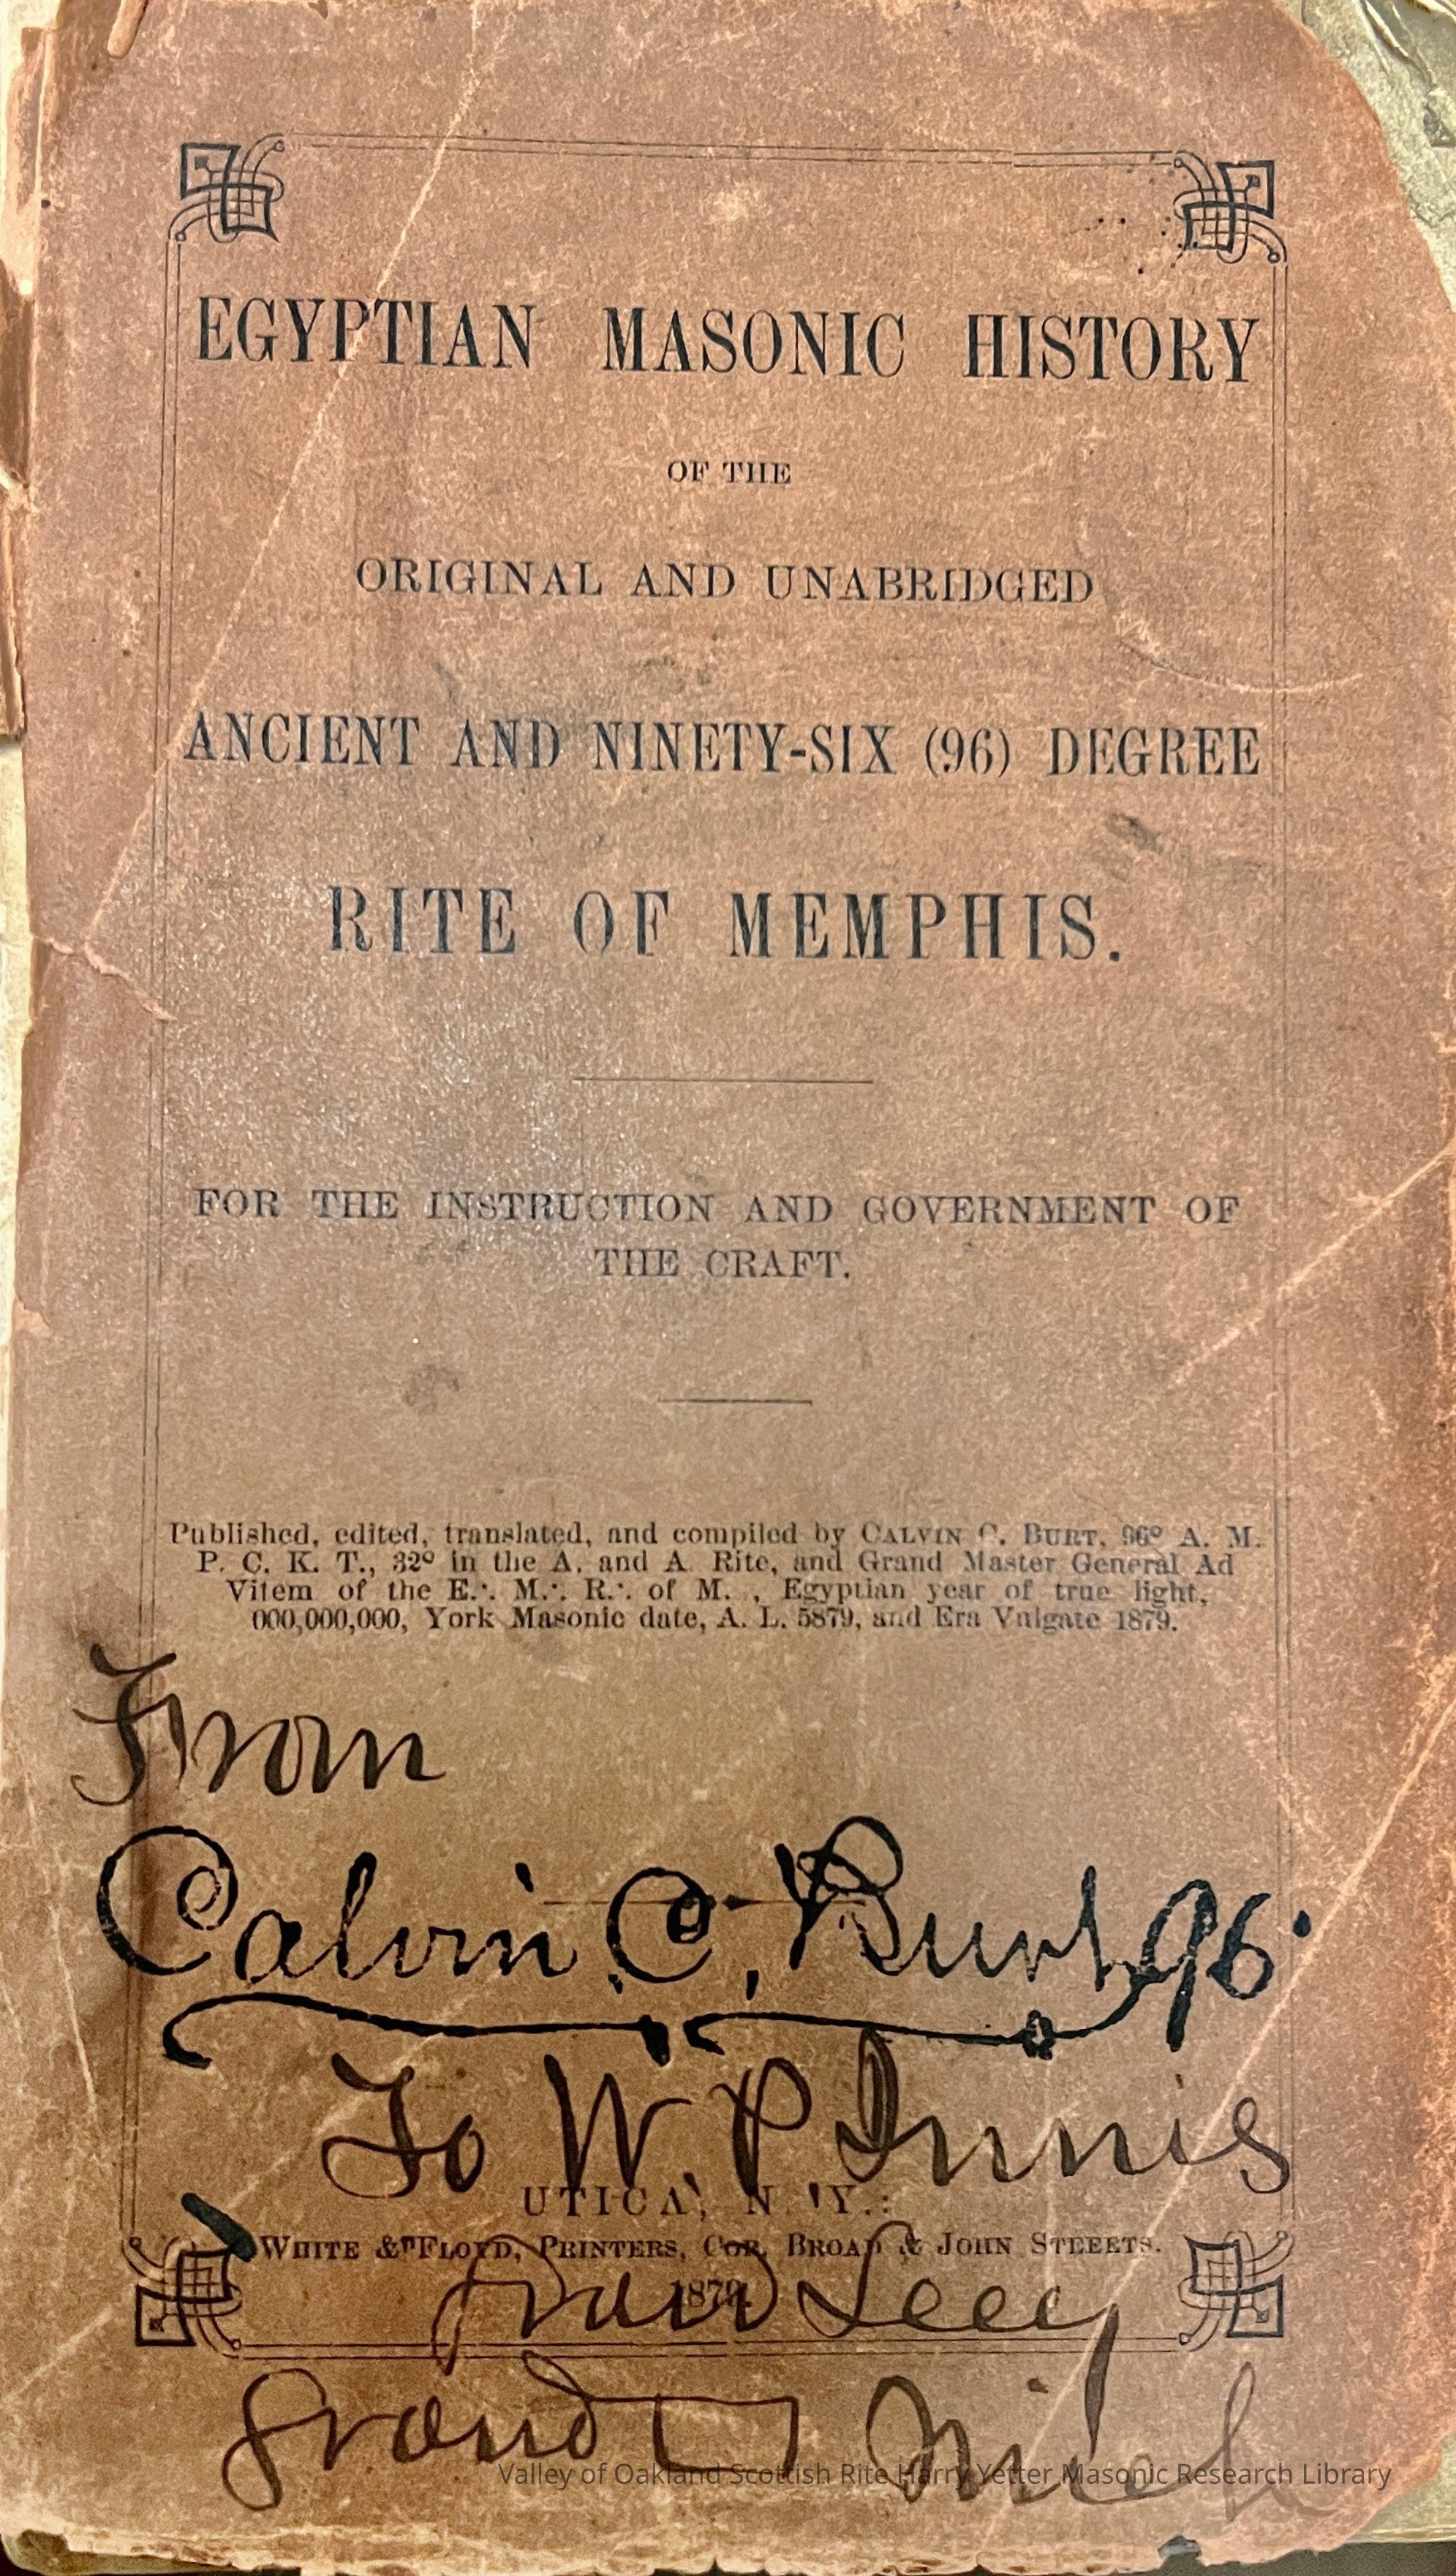 EGYPTIAN MASONIC HISTORY
OF THE
ORIGINAL AND UNABRIDGED
ANCIENT AND NINETY-SIX (96) DEGREE
RITE OF MEMPHIS.
FOR THE INSTRUCTION AND GOVERNMENT OF
THE CRAFT.
Published, edited, translated, and compiled by CALVIN C. BURT, 96° A. M.
P. C. K. T., 32° in the A. and A. Rite, and Grand Master General Ad
Vitem of the E∴ M∴ R∴ of M. , Egyptian year of true light,
000,000,000, York Masonic date, A. L. 5879, and Era Vulgate 1879.
From
Calvin C. Burt 96°
To W. P. Innis
UTICA, N. Y.:
WHITE & FLOYD, PRINTERS, COR. BROAD & JOHN STEEETS.
1879.
Grand Mich
Valley of Oakland Scottish Rite Harry Yetter Masonic Research Library